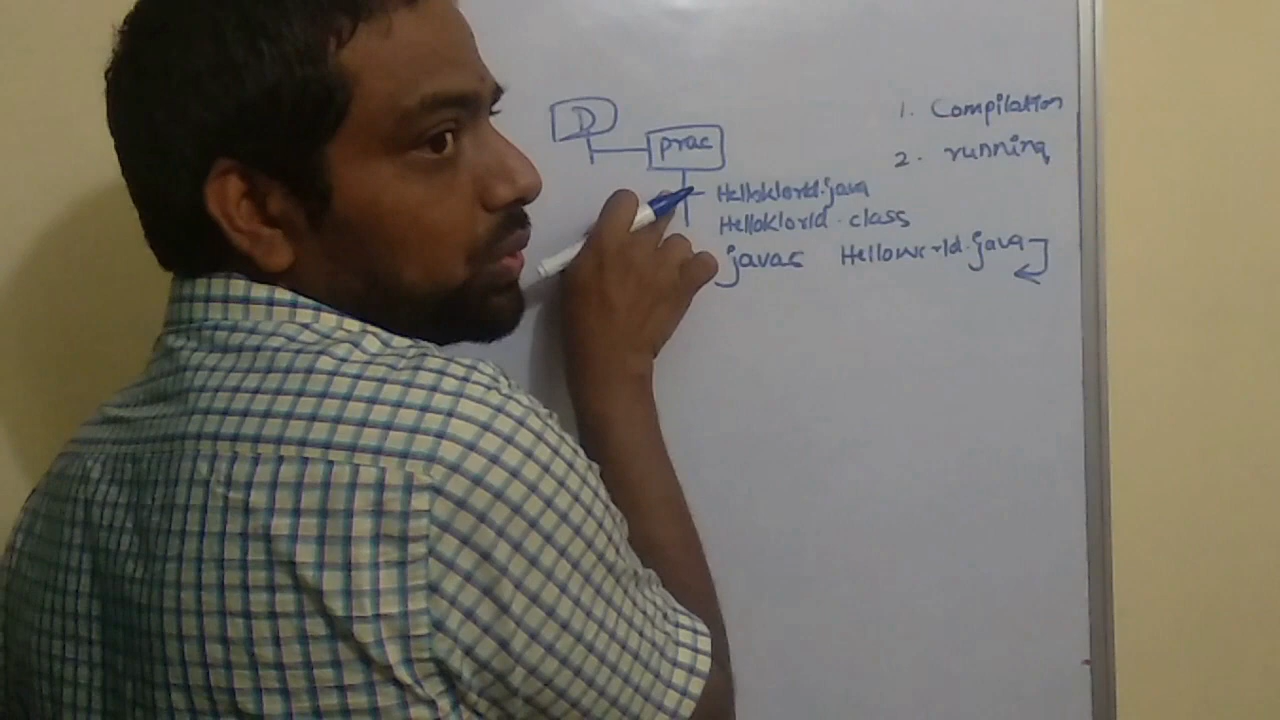 D
prac
1. Compilation
2. running
HelloWorld.java
HelloWorld.class
javac HelloWorld.java